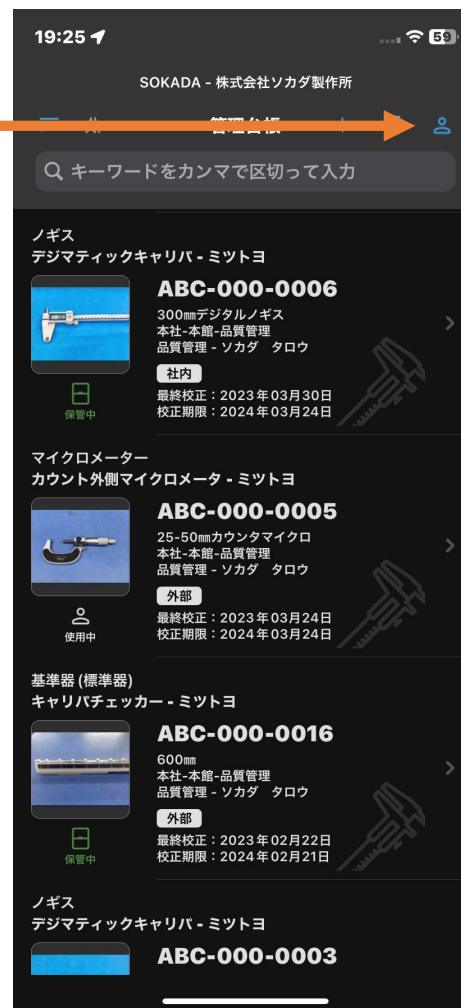 19:25
59
SOKADA - 株式会社ソカダ製作所
管理台帳
キーワードをカンマで区切って入力
ノギス
デジマティックキャリパ - ミツトヨ
ABC-000-0006
300㎜デジタルノギス
本社-本館-品質管理
品質管理 - ソカダ　タロウ
社内
最終校正：2023年03月30日
校正期限：2024年03月24日
保管中
マイクロメーター
カウント外側マイクロメータ - ミツトヨ
ABC-000-0005
25-50㎜カウンタマイクロ
本社-本館-品質管理
品質管理 - ソカダ　タロウ
外部
最終校正：2023年03月24日
校正期限：2024年03月24日
使用中
基準器 (標準器)
キャリパチェッカー - ミツトヨ
ABC-000-0016
600㎜
本社-本館-品質管理
品質管理 - ソカダ　タロウ
外部
最終校正：2023年02月22日
校正期限：2024年02月21日
保管中
ノギス
デジマティックキャリパ - ミツトヨ
ABC-000-0003